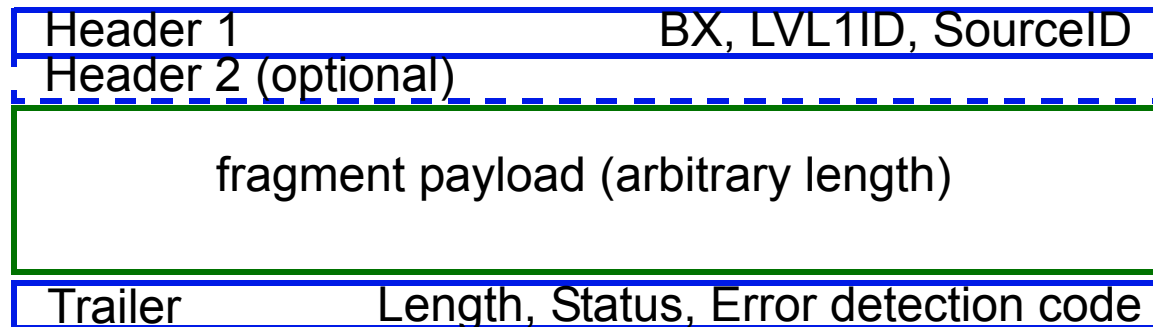 Header 1 BX, LVL1ID, SourceID
Header 2 (optional)
fragment payload (arbitrary length)
Trailer Length, Status, Error detection code